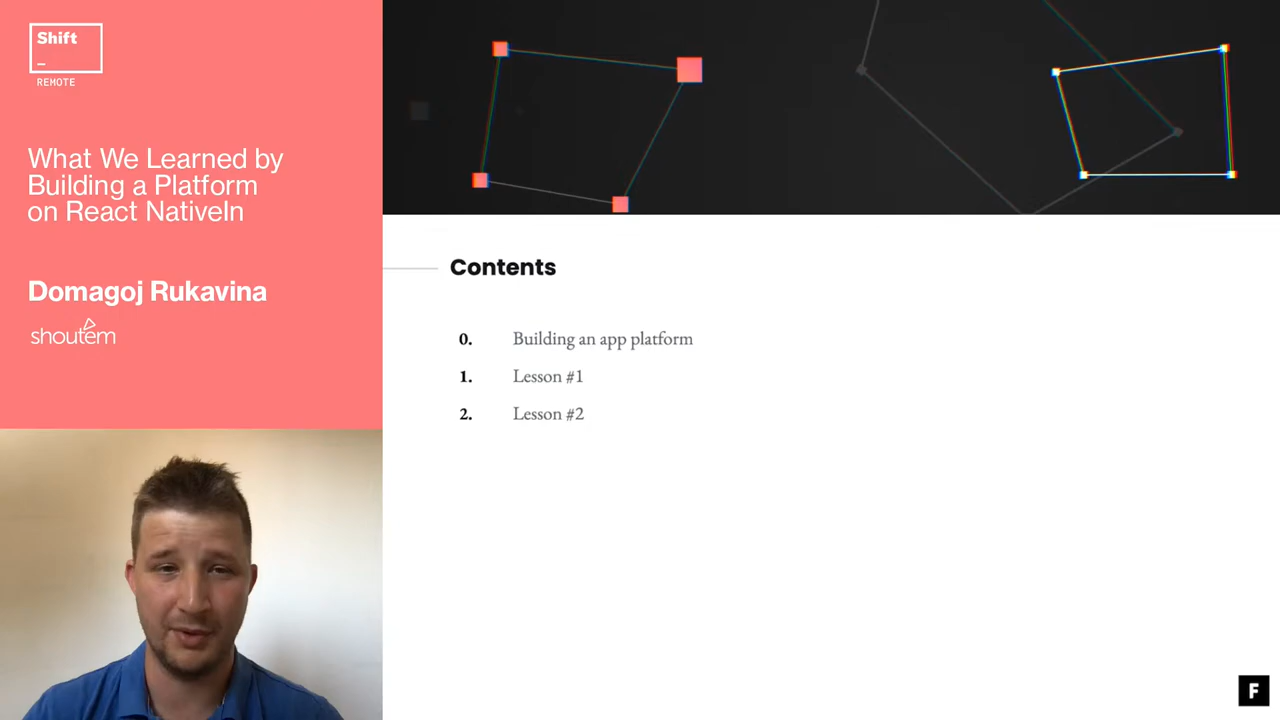 Shift
_
REMOTE
What We Learned by
Building a Platform
on React NativeIn
Domagoj Rukavina
shoutem
Contents
0. Building an app platform
1. Lesson #1
2. Lesson #2
F